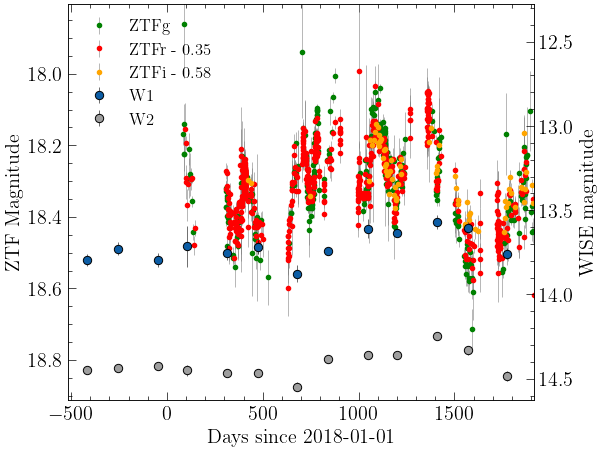 ZTFg
ZTFr - 0.35
ZTFi - 0.58
W1
W2
ZTF Magnitude
18.0
18.2
18.4
18.6
18.8
12.5
13.0
13.5
14.0
14.5
WISE magnitude
−500 0 500 1000 1500
Days since 2018-01-01